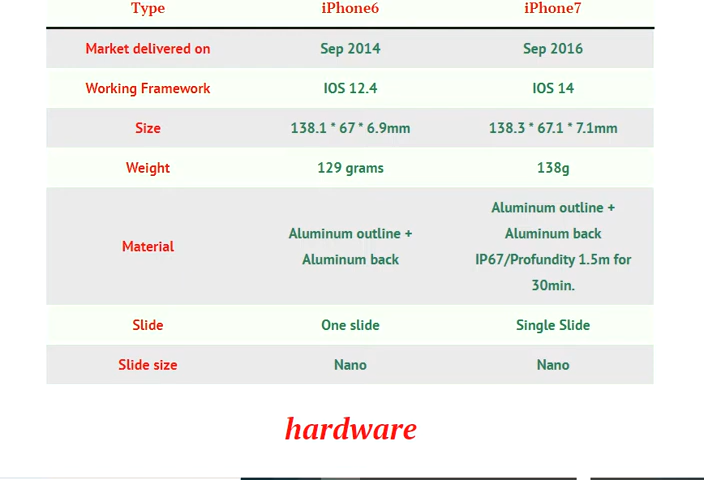 Type iPhone6 iPhone7
Market delivered on Sep 2014 Sep 2016
Working Framework IOS 12.4 IOS 14
Size 138.1 * 67 * 6.9mm 138.3 * 67.1 * 7.1mm
Weight 129 grams 138g
Material Aluminum outline +
Aluminum back
Aluminum outline +
Aluminum back
IP67/Profundity 1.5m for
30min.
Slide One slide Single Slide
Slide size Nano Nano
hardware